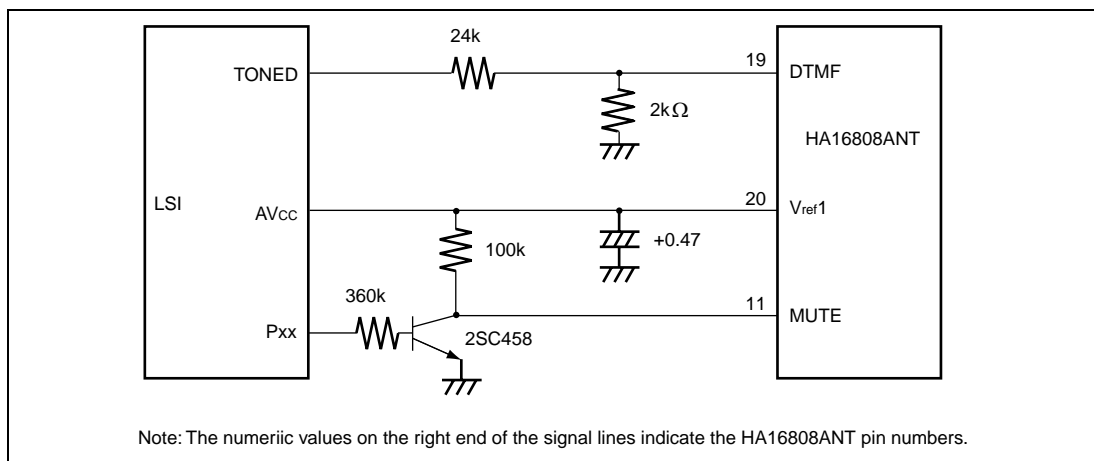 24k
TONED
19
DTMF
2kΩ
HA16808ANT
LSI
AVCC
20
Vref1
+0.47
100k
360k
11
MUTE
Pxx
2SC458
Note: The numeriic values on the right end of the signal lines indicate the HA16808ANT pin numbers.